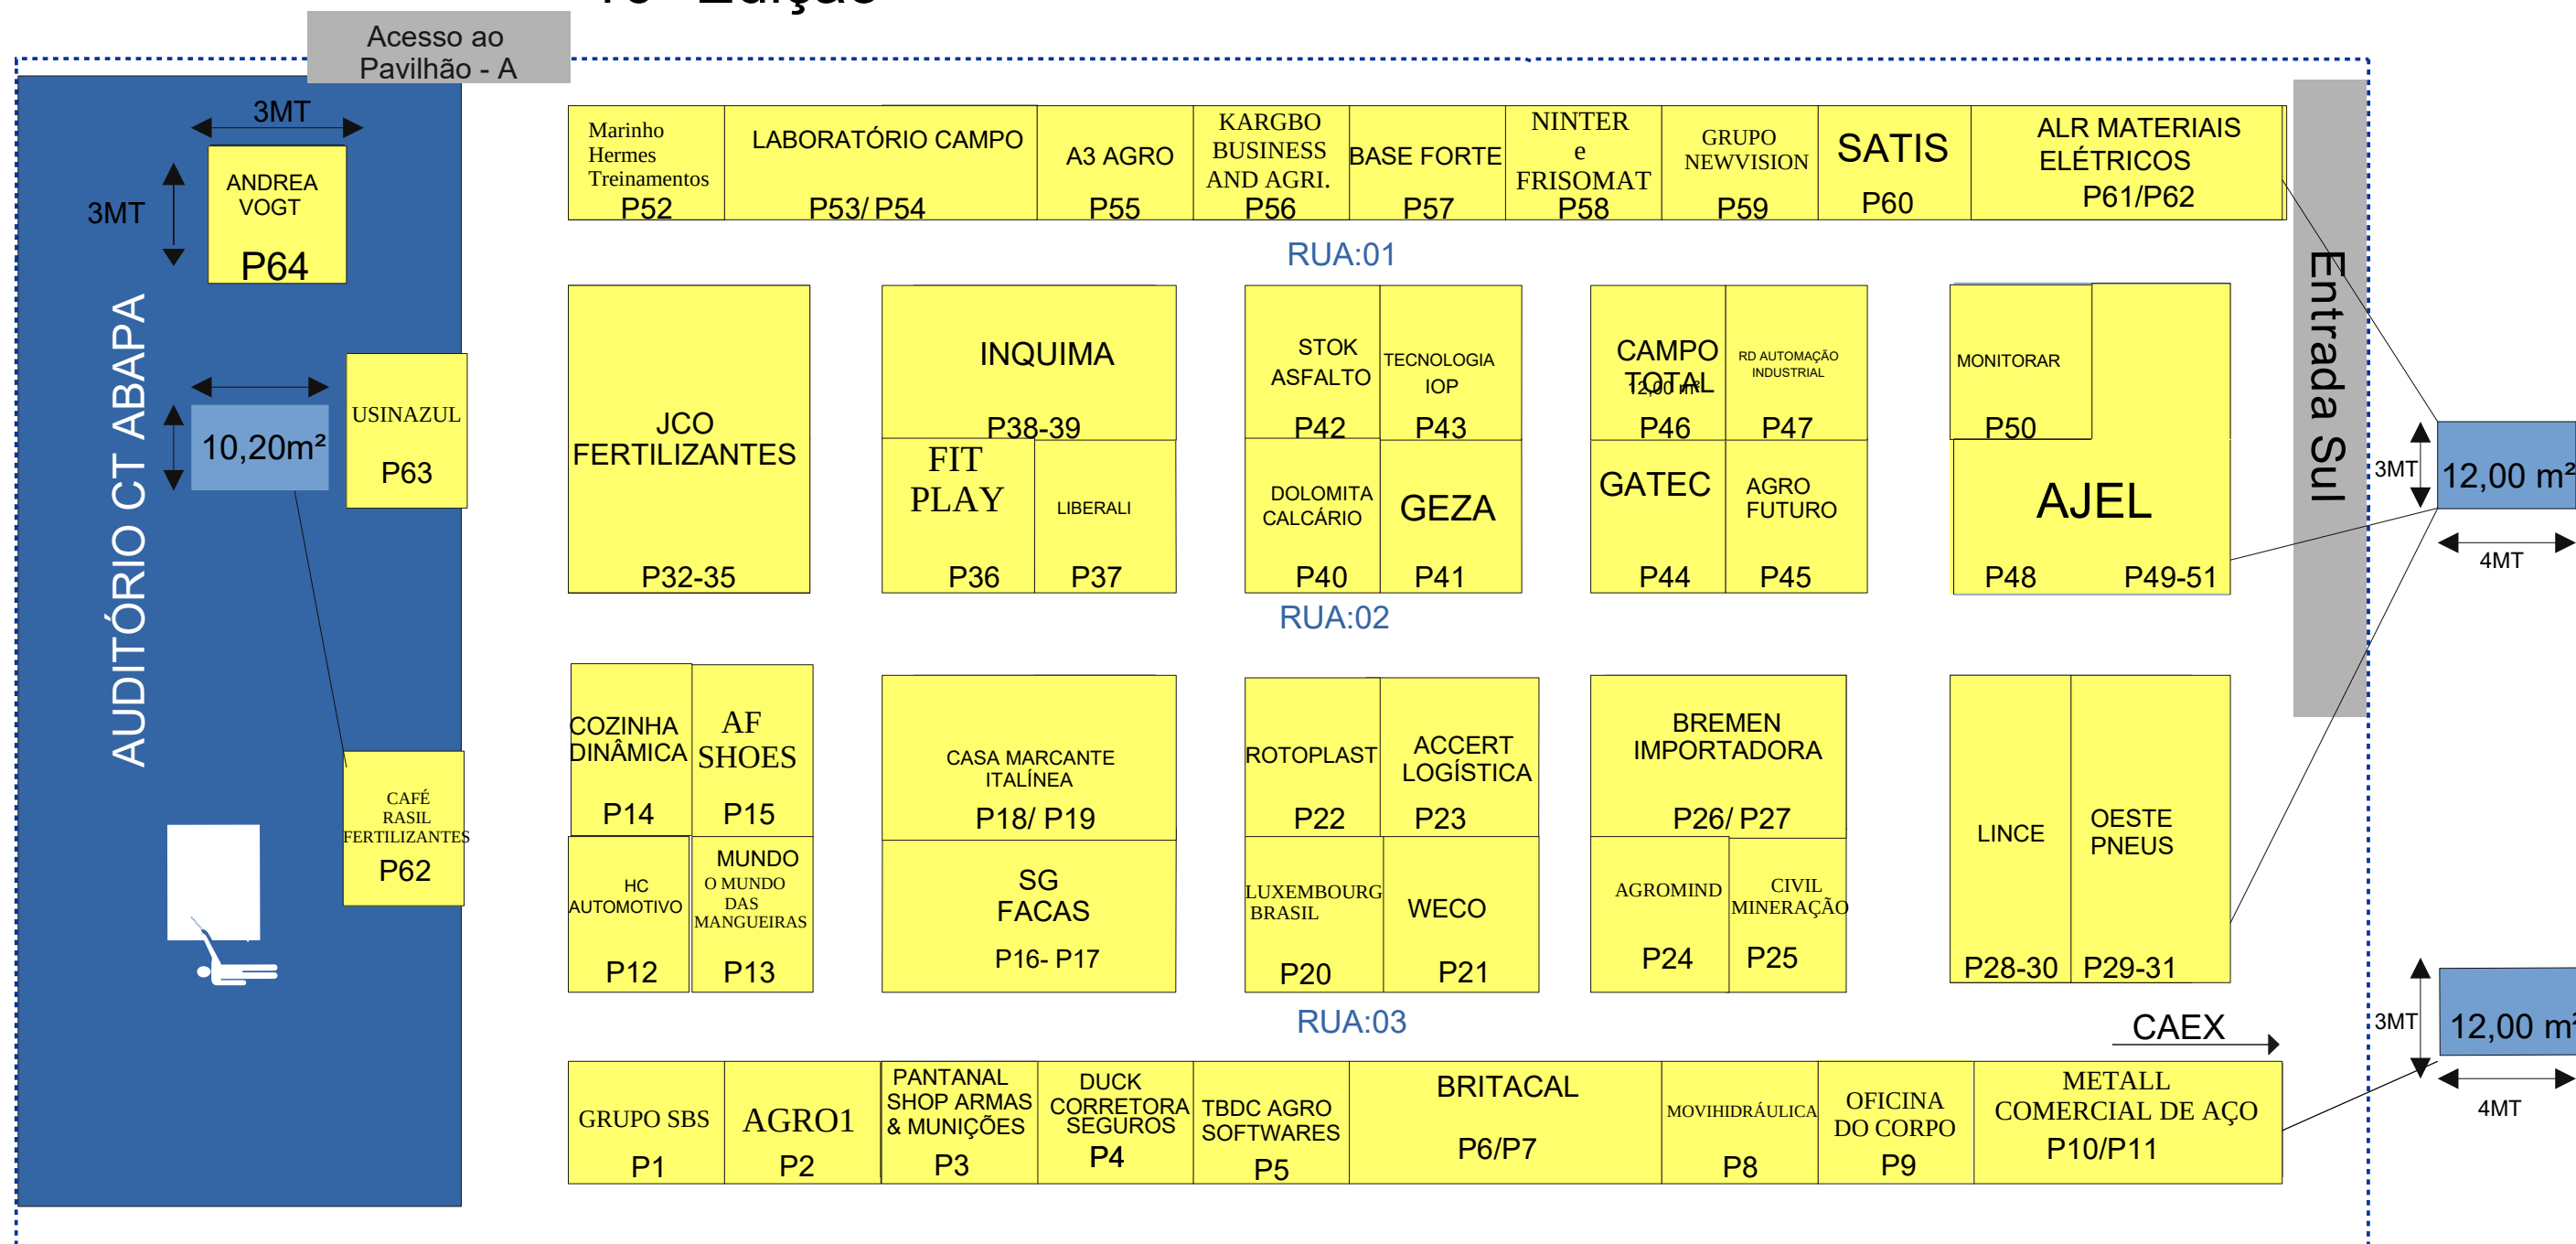 Edição
Acesso ao
Pavilhão - A
3MT
3MT
ANDREA
VOGT
P64
AUDITÓRIO CT ABAPA
10,20m²
USINAZUL
P63
CAFÉ
RASIL
FERTILIZANTES
P62
Marinho
Hermes
Treinamentos
P52
LABORATÓRIO CAMPO
P53/ P54
A3 AGRO
P55
KARGBO
BUSINESS
AND AGRI.
P56
BASE FORTE
P57
NINTER
e
FRISOMAT
P58
GRUPO
NEWVISION
P59
SATIS
P60
ALR MATERIAIS
ELÉTRICOS
P61/P62
RUA:01
Entrada Sul
JCO
FERTILIZANTES
P32-35
INQUIMA
P38-39
FIT
PLAY
P36
LIBERALI
P37
STOK
ASFALTO
P42
TECNOLOGIA
IOP
P43
DOLOMITA
CALCÁRIO
P40
GEZA
P41
CAMPO
TOTAL
12,00 m²
P46
RD AUTOMAÇÃO
INDUSTRIAL
P47
GATEC
P44
AGRO
FUTURO
P45
MONITORAR
P50
AJEL
P48
P49-51
3MT
12,00 m²
4MT
RUA:02
COZINHA
DINÂMICA
P14
AF
SHOES
P15
HC
AUTOMOTIVO
P12
MUNDO
O MUNDO
DAS
MANGUEIRAS
P13
CASA MARCANTE
ITALÍNEA
P18/ P19
SG
FACAS
P16- P17
ROTOPLAST
P22
ACCERT
LOGÍSTICA
P23
LUXEMBOURG
BRASIL
P20
WECO
P21
BREMEN
IMPORTADORA
P26/ P27
AGROMIND
P24
CIVIL
MINERAÇÃO
P25
LINCE
P28-30
OESTE
PNEUS
P29-31
RUA:03
CAEX
3MT
12,00 m²
4MT
GRUPO SBS
P1
AGRO1
P2
PANTANAL
SHOP ARMAS
& MUNIÇÕES
P3
DUCK
CORRETORA
SEGUROS
P4
TBDC AGRO
SOFTWARES
P5
BRITACAL
P6/P7
MOVIHIDRÁULICA
P8
OFICINA
DO CORPO
P9
METALL
COMERCIAL DE AÇO
P10/P11